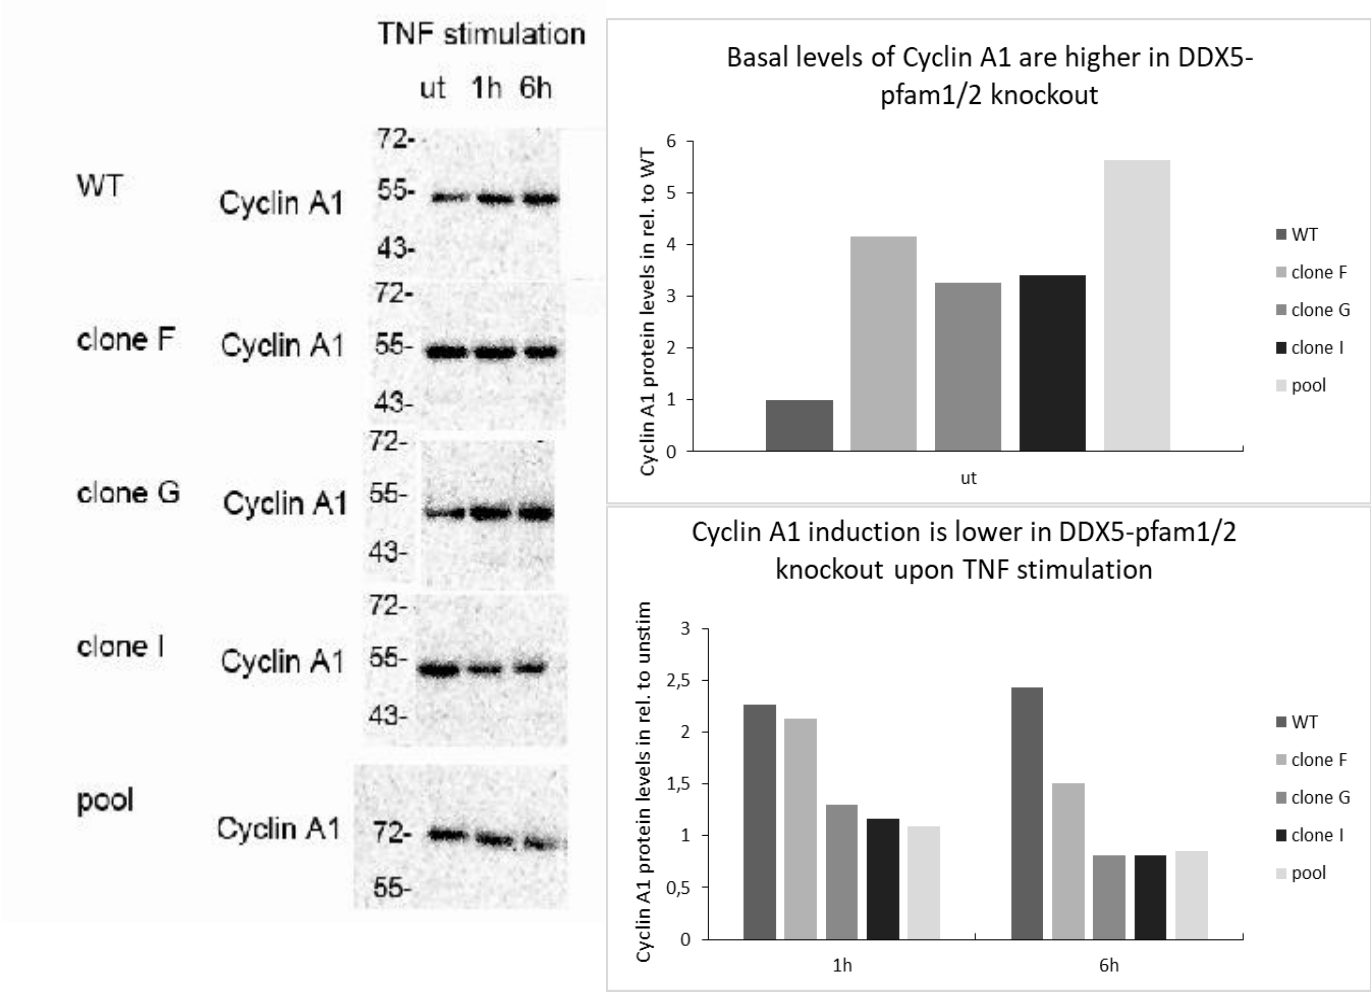 TNF stimulation
ut 1h 6h
72-
WT Cyclin A1 55-
43-
72-
clone F Cyclin A1 55-
43-
72-
clone G Cyclin A1 55-
43-
72-
clone I Cyclin A1 55-
43-
pool
Cyclin A1 72-
55-
Basal levels of Cyclin A1 are higher in DDX5-
pfam1/2 knockout
Cyclin A1 protein levels in rel. to WT
6
5
4
3
2
1
0
ut
WT
clone F
clone G
clone I
pool
Cyclin A1 induction is lower in DDX5-pfam1/2
knockout upon TNF stimulation
Cyclin A1 protein levels in rel. to unstim
3
2,5
2
1,5
1
0,5
0
1h 6h
WT
clone F
clone G
clone I
pool